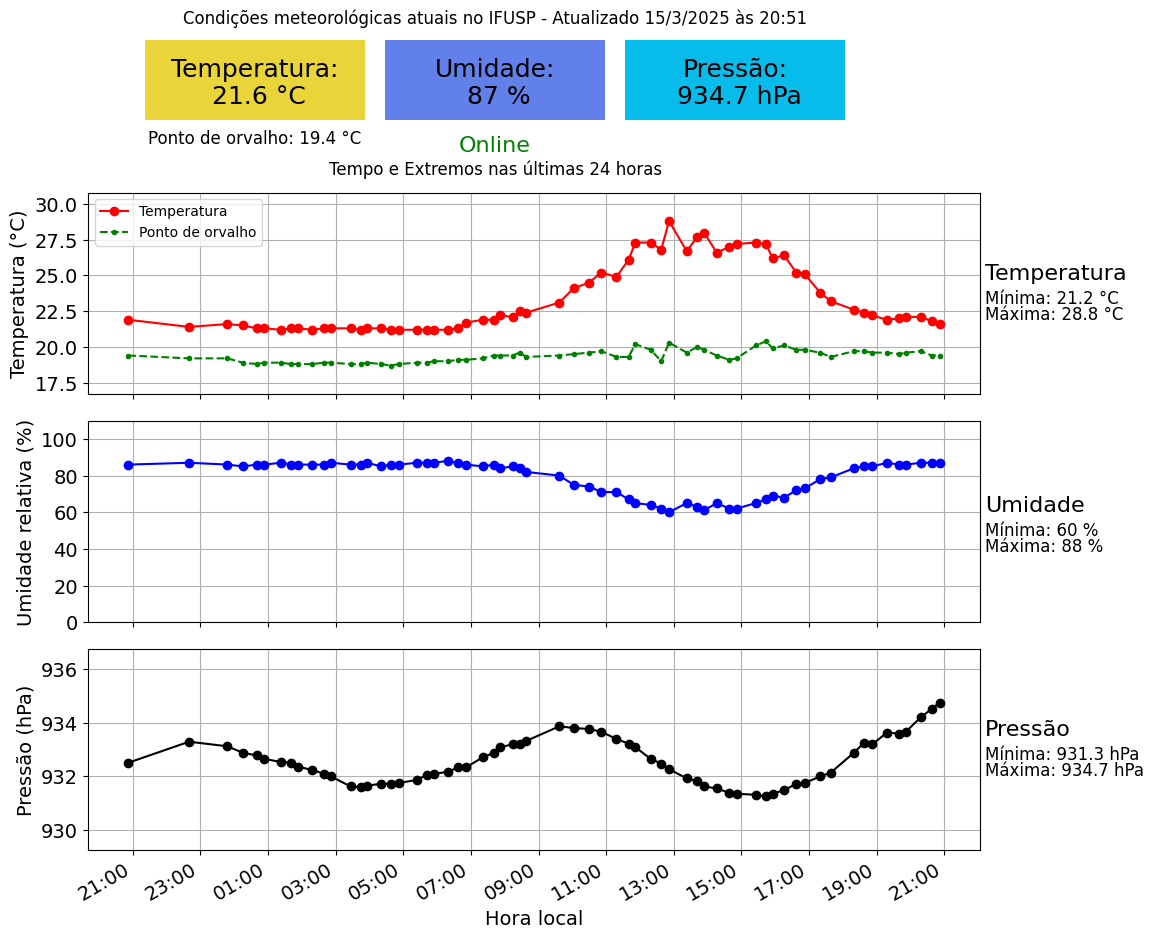 Condições meteorológicas atuais no IFUSP - Atualizado 15/3/2025 às 20:51
Temperatura:
21.6 °C
Umidade:
87 %
Pressão:
934.7 hPa
Ponto de orvalho: 19.4 °C
Online
Tempo e Extremos nas últimas 24 horas
Temperatura (°C)
30.0
27.5
25.0
22.5
20.0
17.5
Temperatura
Ponto de orvalho
Temperatura
Mínima: 21.2 °C
Máxima: 28.8 °C
Umidade relativa (%)
100
80
60
40
20
0
Umidade
Mínima: 60 %
Máxima: 88 %
Pressão (hPa)
936
934
932
930
Pressão
Mínima: 931.3 hPa
Máxima: 934.7 hPa
21:00 23:00 01:00 03:00 05:00 07:00 09:00 11:00 13:00 15:00 17:00 19:00 21:00
Hora local